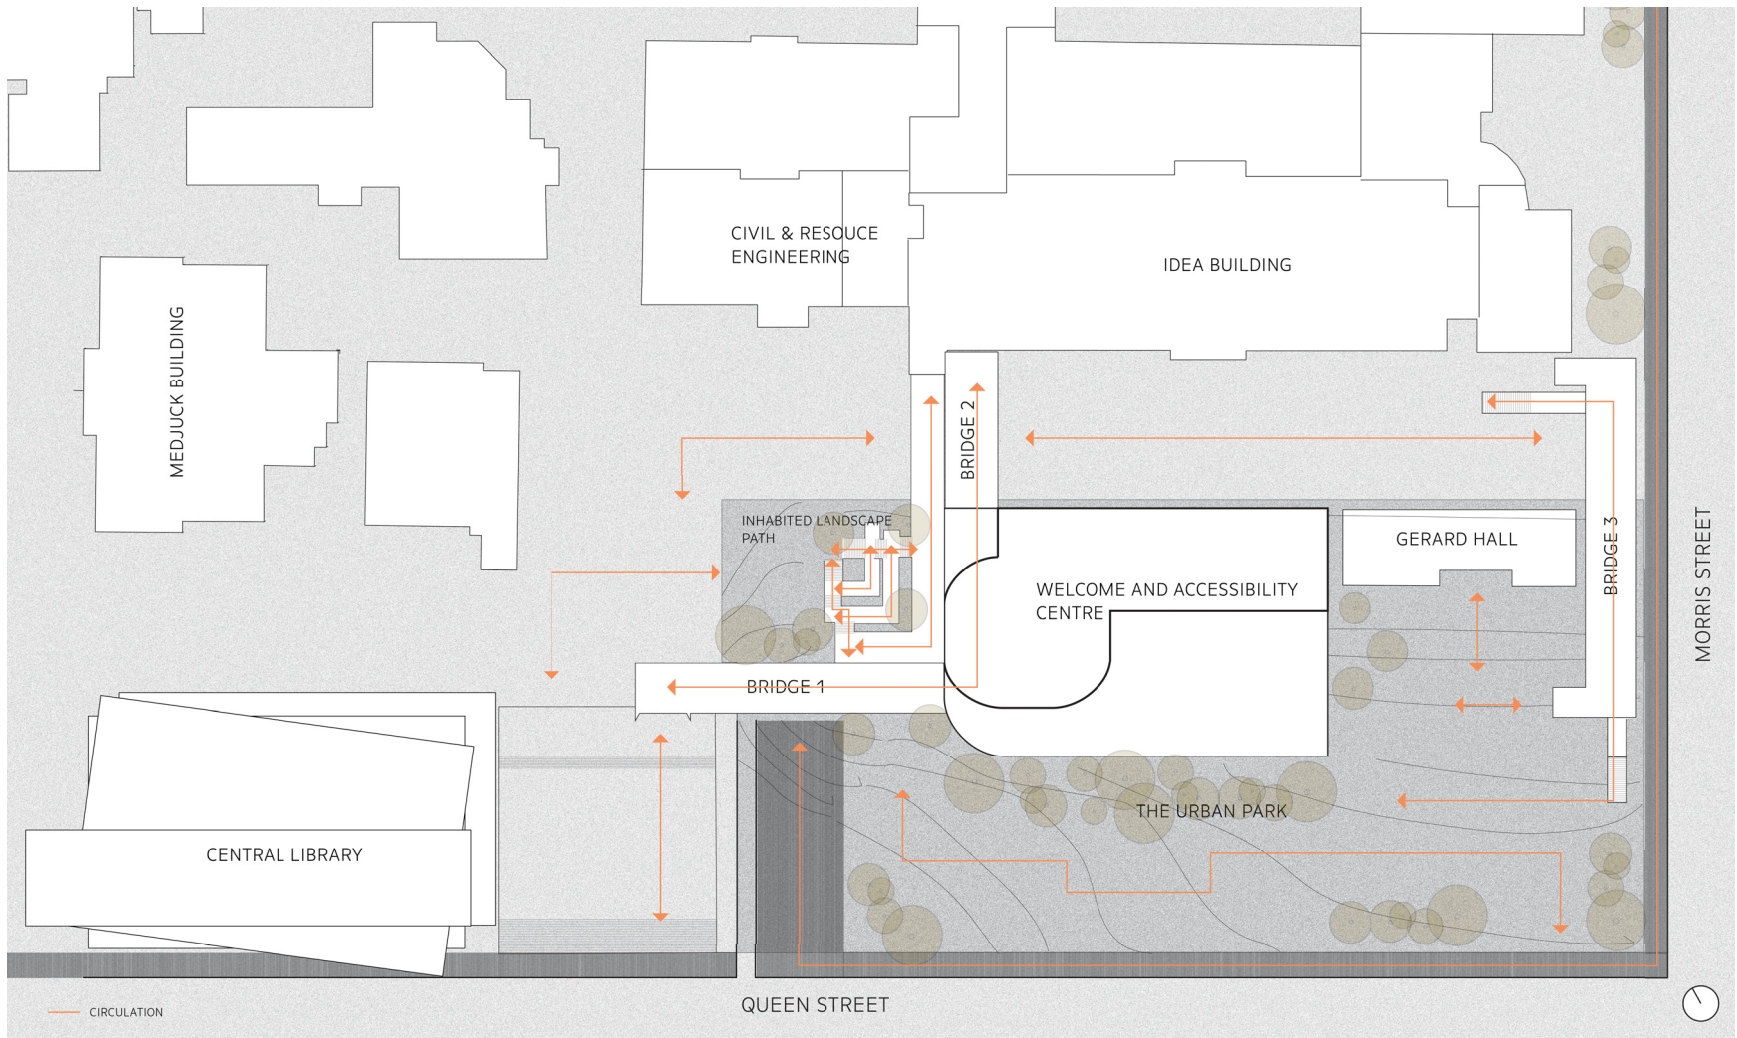 CIVIL & RESOUCE
ENGINEERING
IDEA BUILDING
MEDJUCK BUILDING
BRIDGE 2
INHABITED LANDSCAPE
PATH
GERARD HALL
BRIDGE 3
MORRIS STREET
WELCOME AND ACCESSIBILITY
CENTRE
BRIDGE 1
THE URBAN PARK
CENTRAL LIBRARY
QUEEN STREET
CIRCULATION